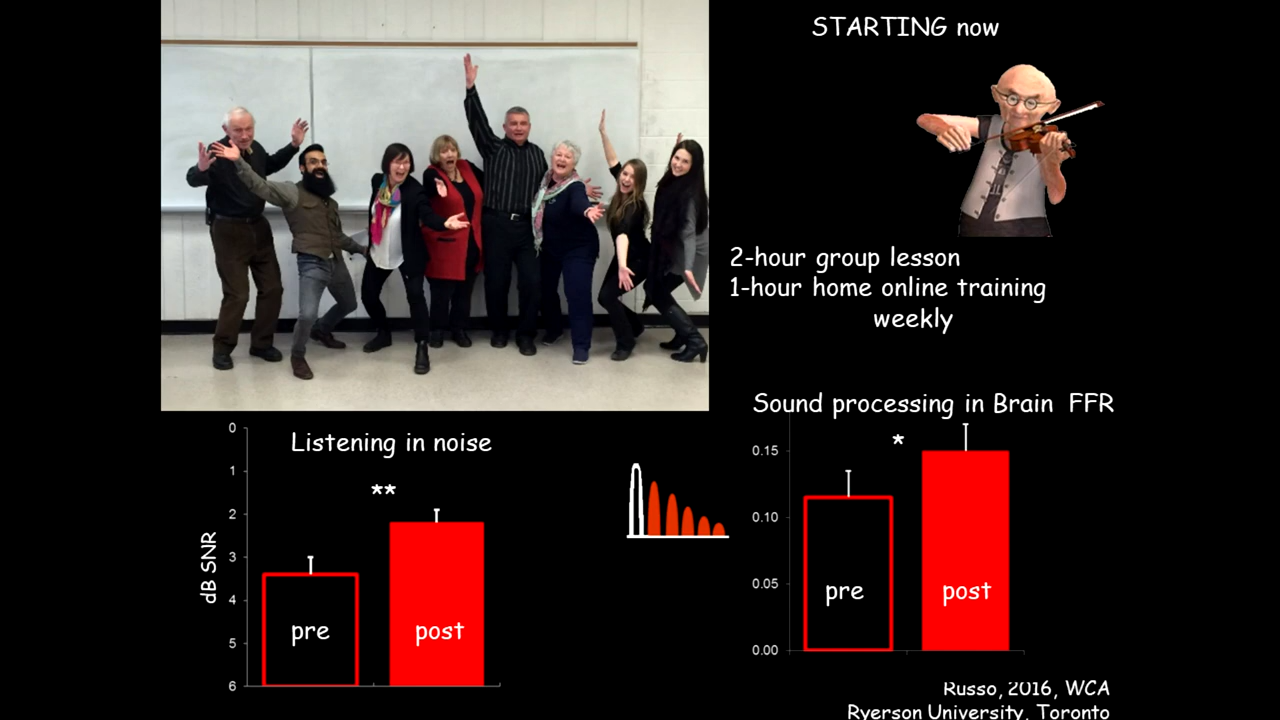 STARTING now
2-hour group lesson
1-hour home online training
weekly
Listening in noise
**
dB SNR
0
1
2
3
4
5
6
pre
post
Sound processing in Brain FFR
*
0.15
0.10
0.05
0.00
pre
post
Russo, 2016, WCA
Ryerson University, Toronto